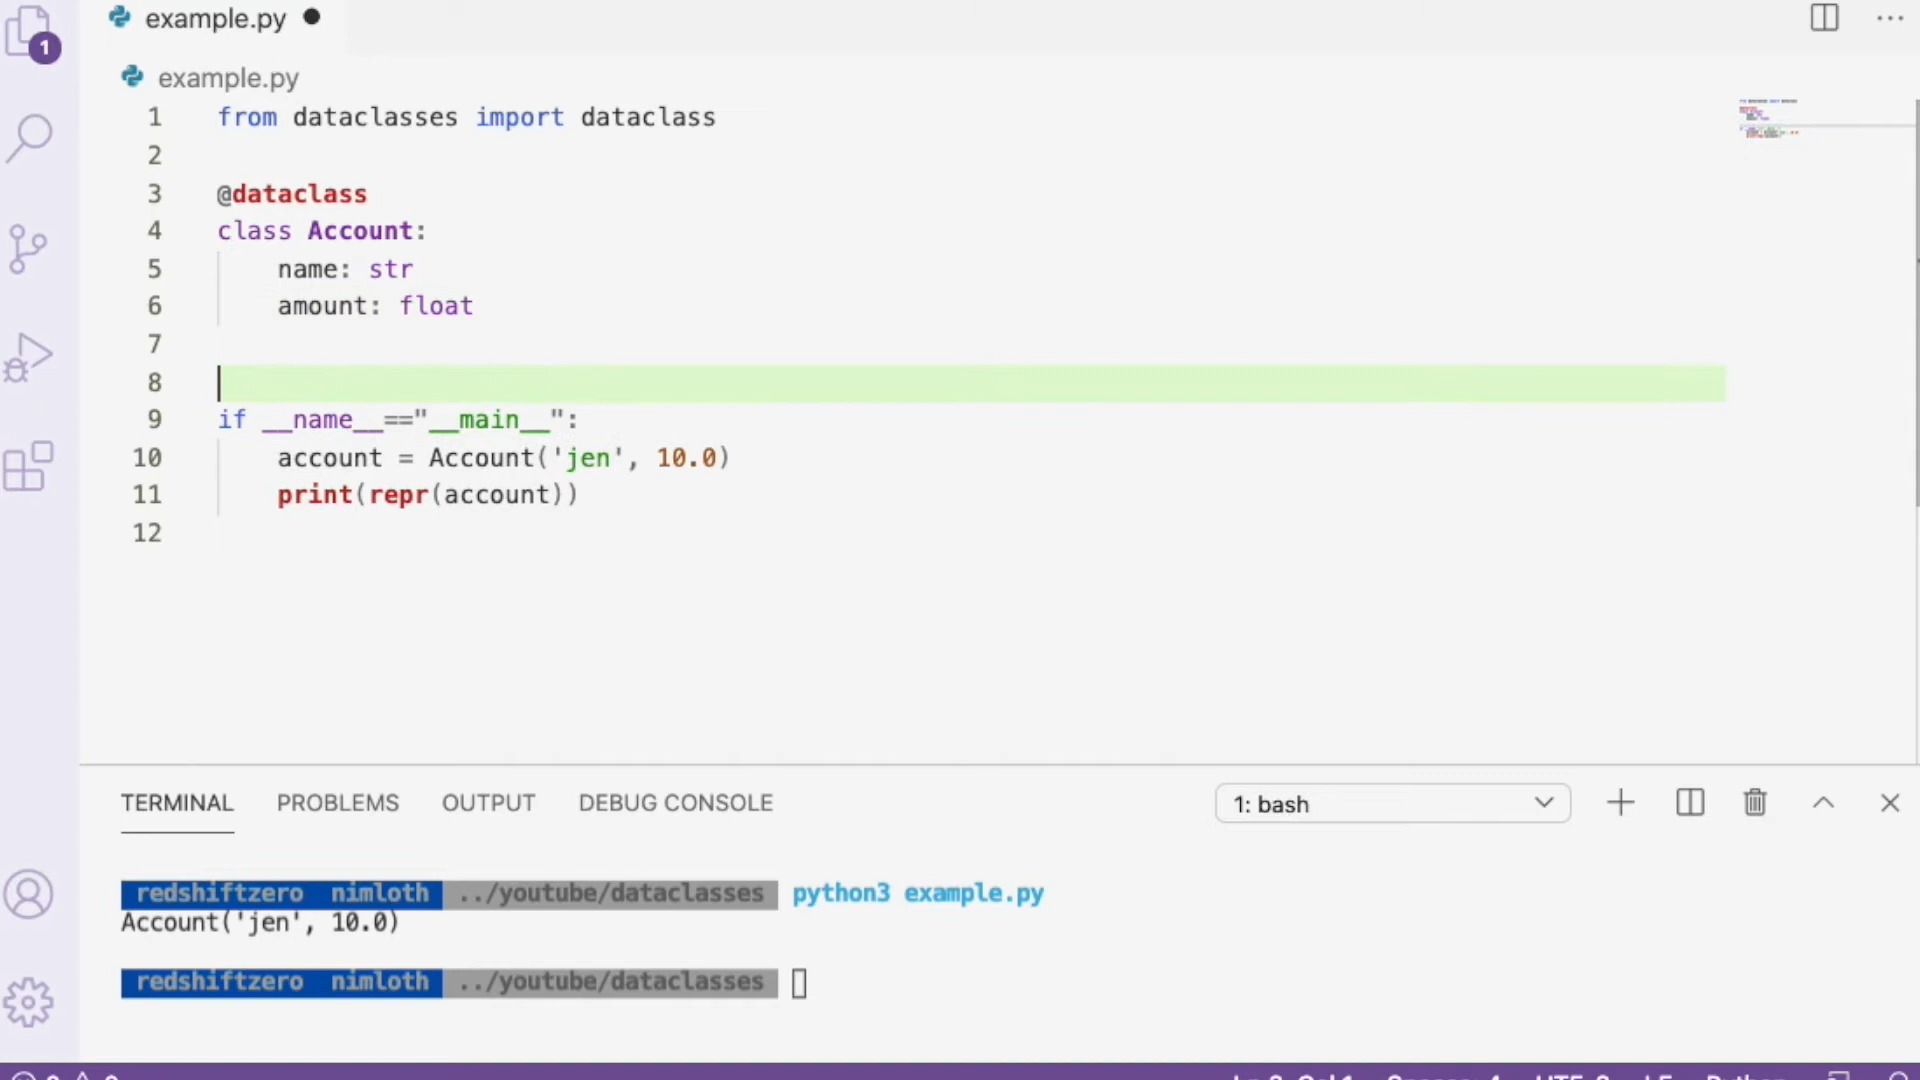 example.py
1
example.py
1 from dataclasses import dataclass
2
3 @dataclass
4 class Account:
5 name: str
6 amount: float
7
8
9 if __name__=="__main__":
10 account = Account('jen', 10.0)
11 print(repr(account))
12
TERMINAL PROBLEMS OUTPUT DEBUG CONSOLE 1: bash
redshiftzero nimloth ../youtube/dataclasses python3 example.py
Account('jen', 10.0)
redshiftzero nimloth ../youtube/dataclasses